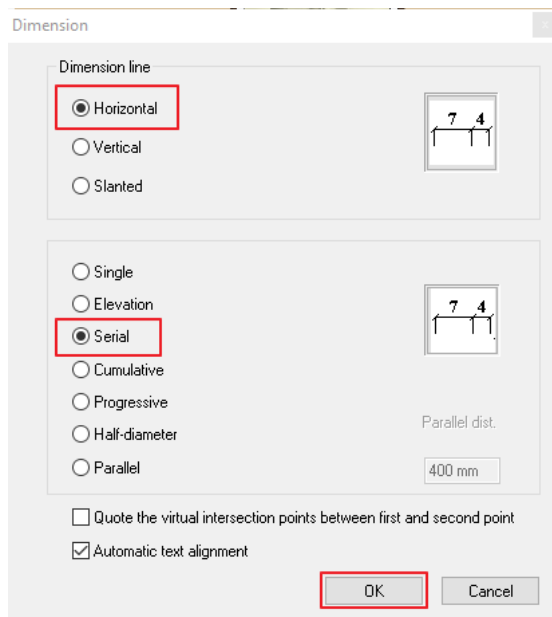 Dimension
Dimension line
Horizontal
7 4
Vertical
Slanted
Single
Elevation
7 4
Serial
Cumulative
Progressive
Parallel dist.
Half-diameter
Parallel
400 mm
Quote the virtual intersection points between first and second point
Automatic text alignment
OK Cancel